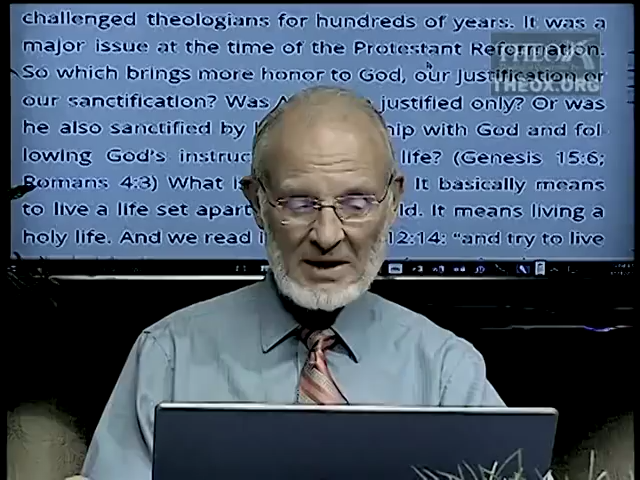 challenged theologians for hundreds of years. It was a
major issue at the time of the Protestant Reformation.
So which brings more honor to God, our Justification or
our sanctification? Was justified only? Or was
he also sanctified by with God and fol-
lowing God's life? (Genesis 15:6;
Romans 4:3) What It basically means
to live a life set apart It means living a
holy life. And we read 12:14: "and try to live
THEOX
THEOX.ORG